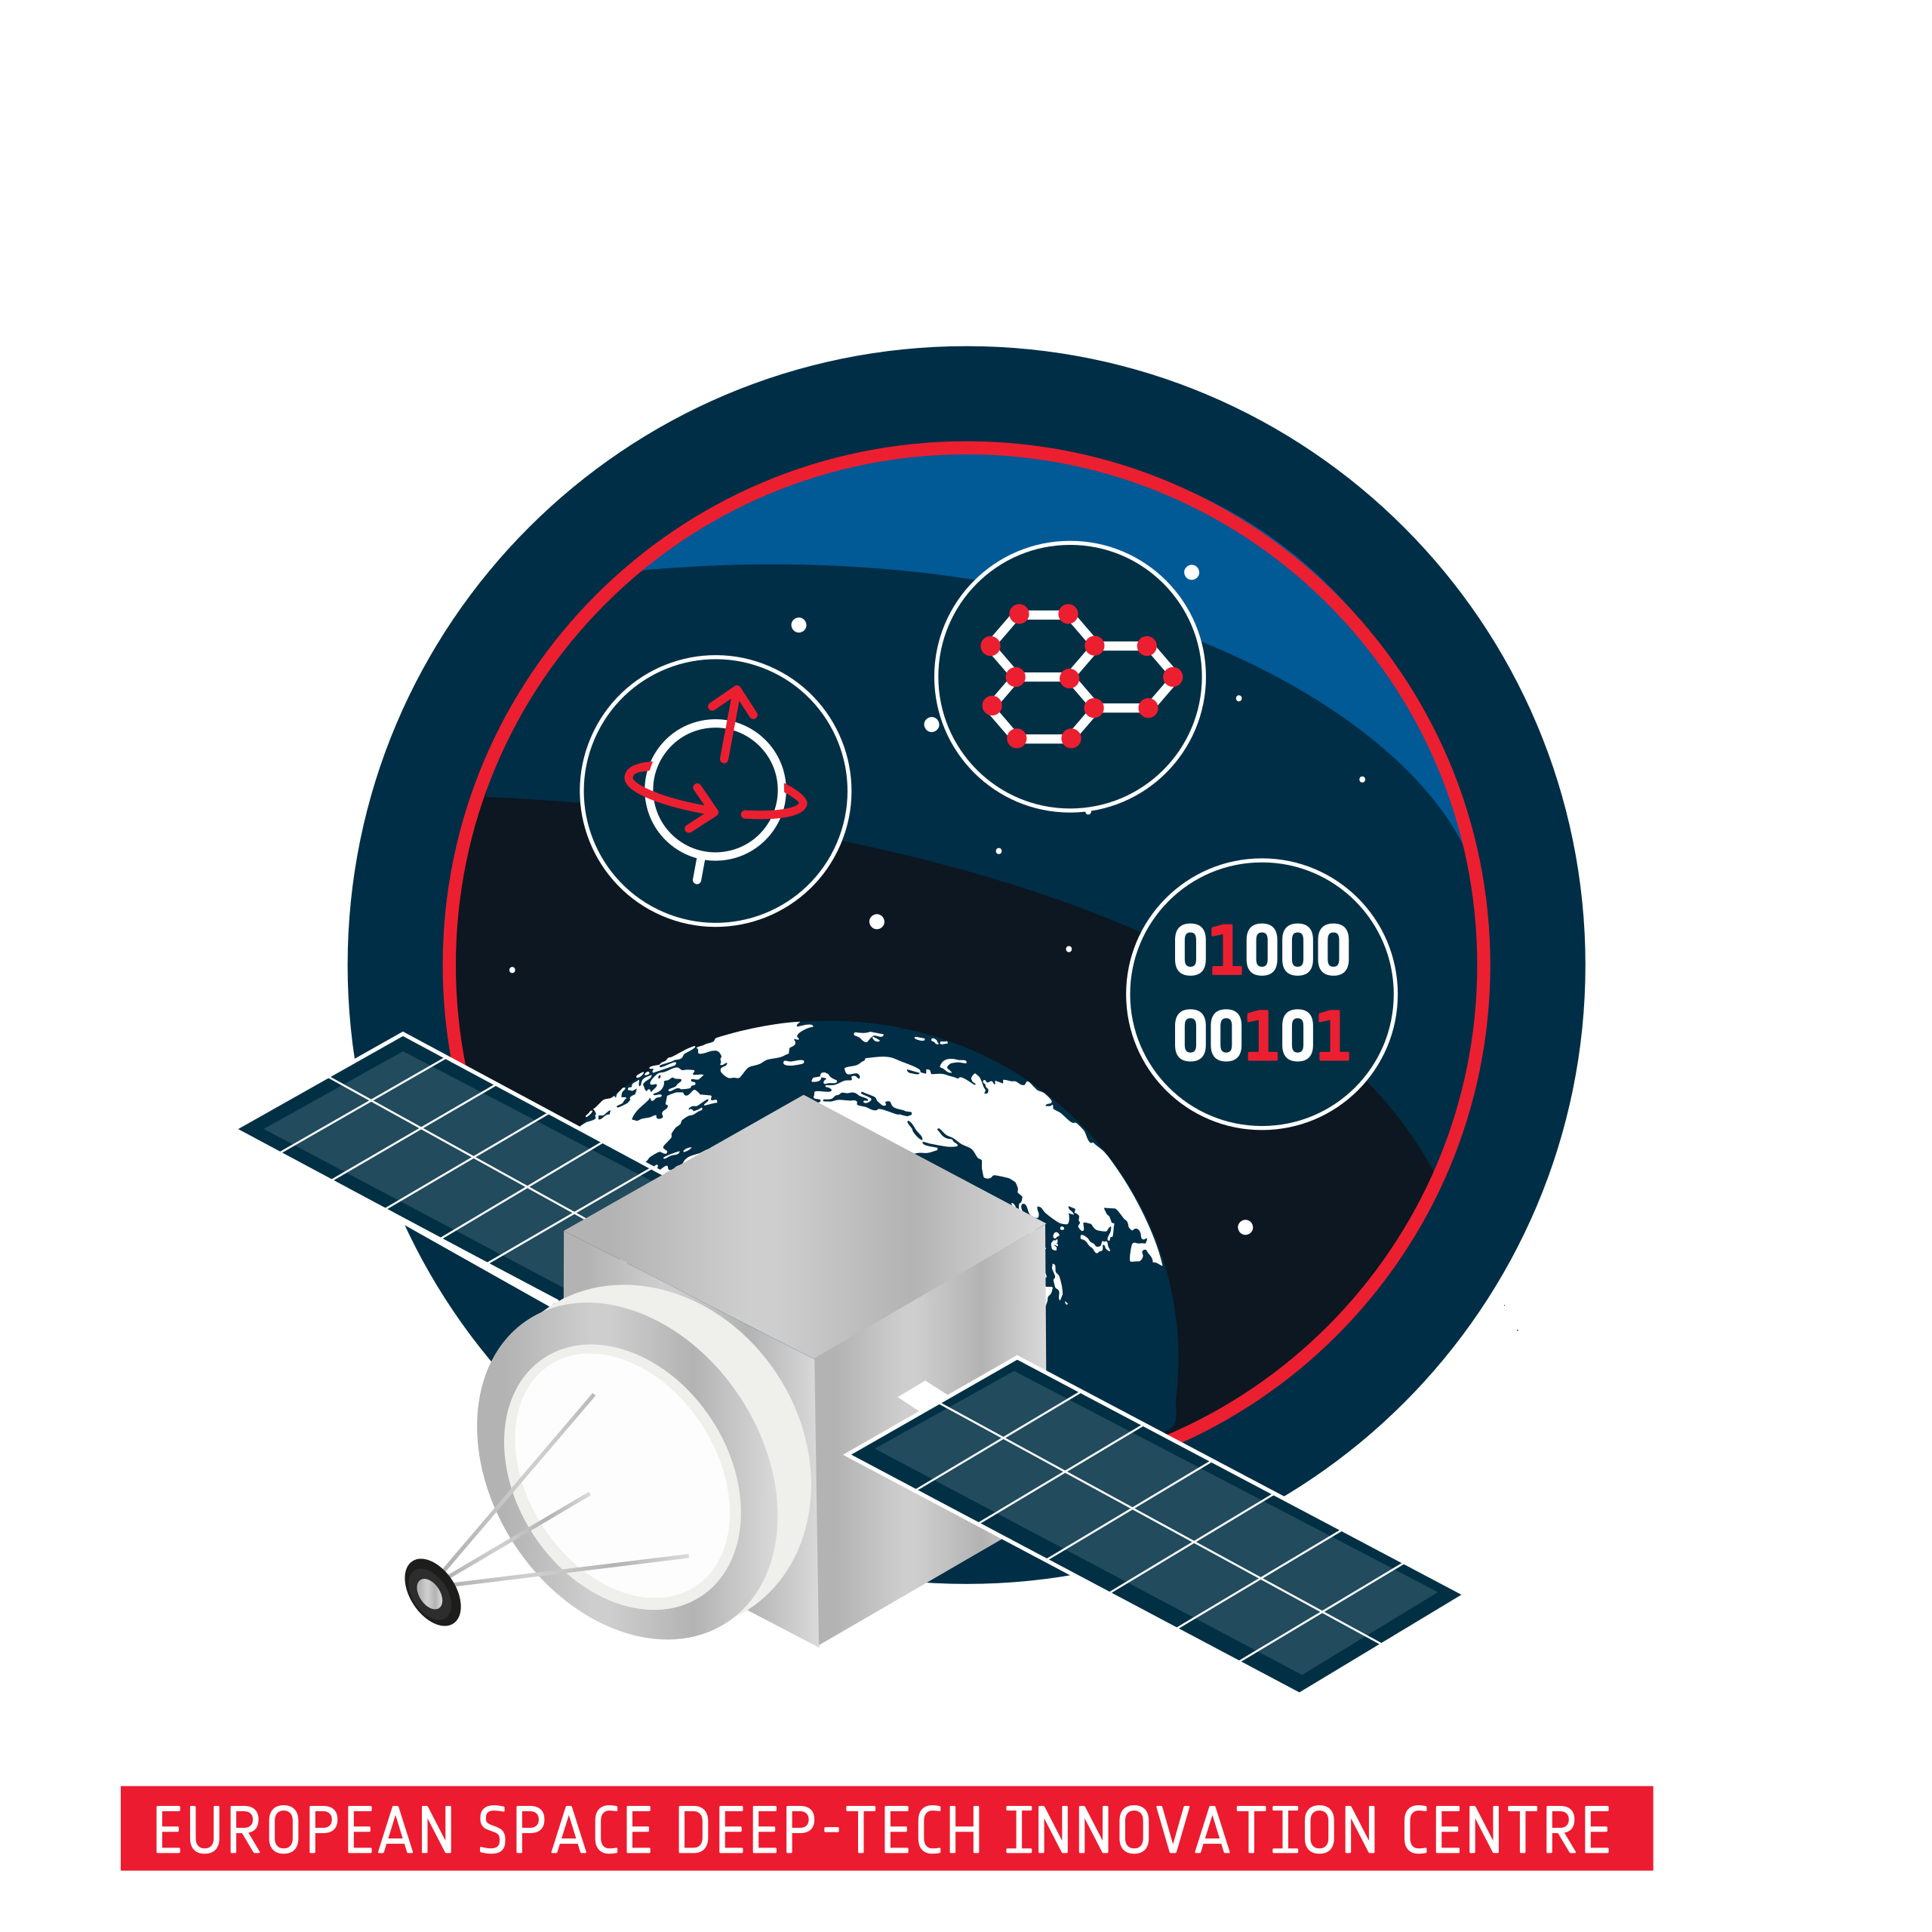 01000
00101
EUROPEAN SPACE DEEP-TECH INNOVATION CENTRE